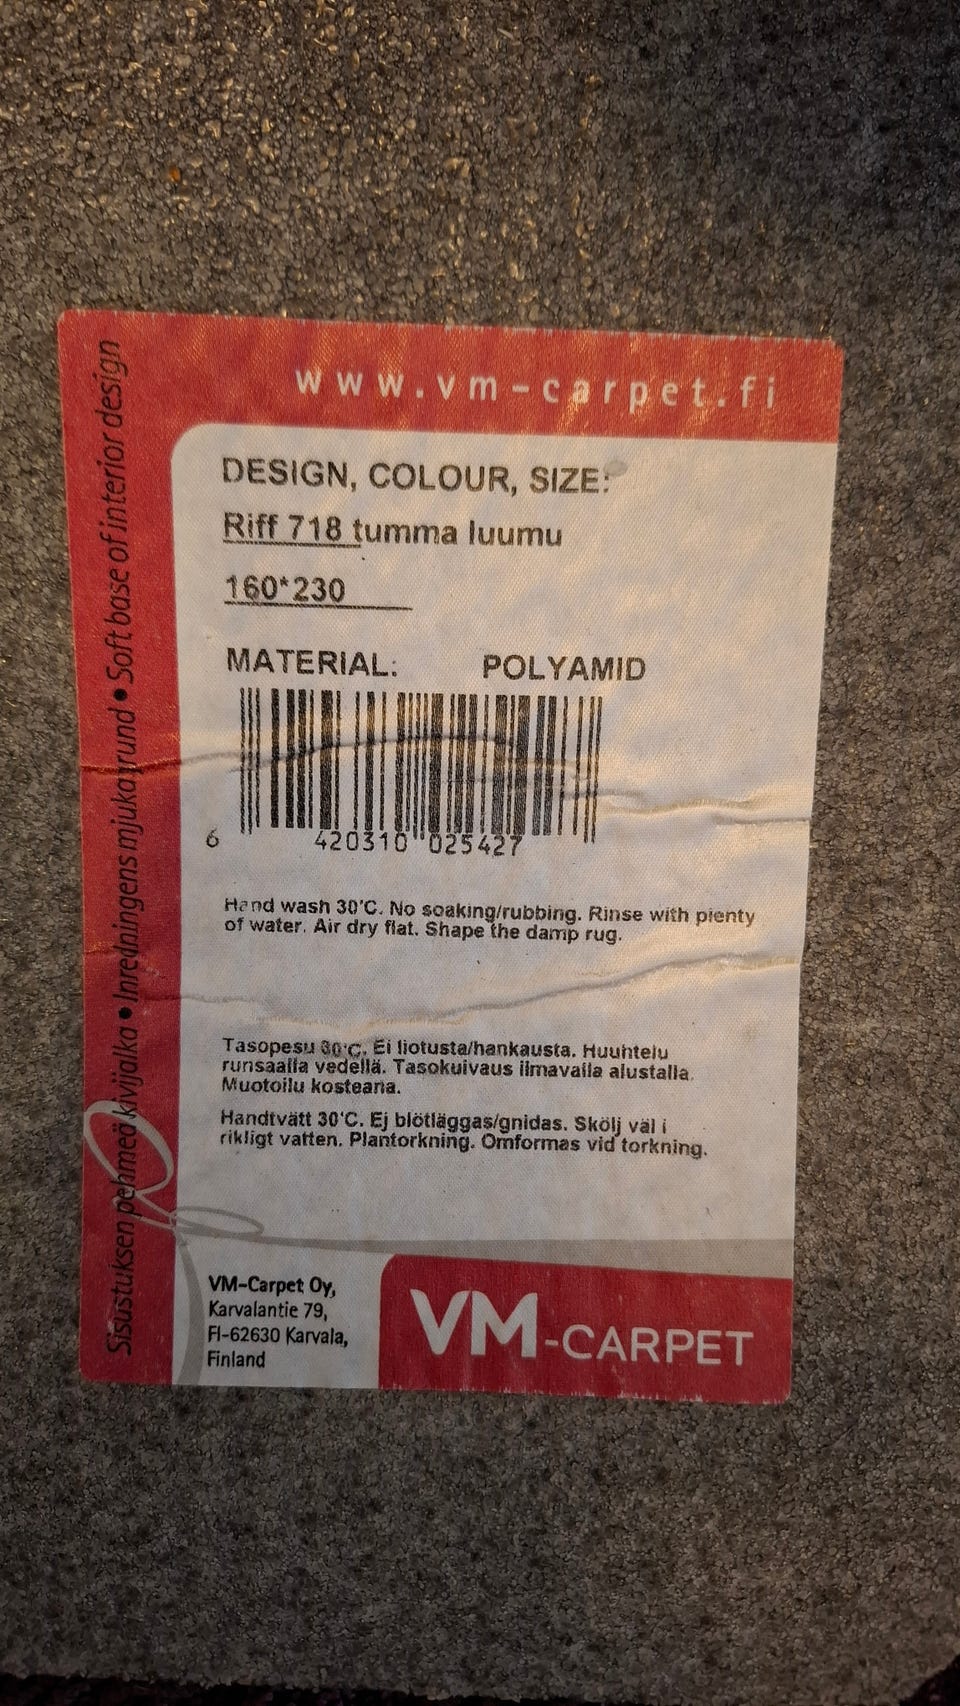 www.vm-carpet.fi
DESIGN, COLOUR, SIZE:
Riff 718 tumma luumu
160*230
MATERIAL: POLYAMID
6 420310 025427
Hand wash 30'C. No soaking/rubbing. Rinse with plenty
of water. Air dry flat. Shape the damp rug.
Tasopesu 30'C. Ei liotusta/hankausta. Huuhtelu
runsaalla vedellä. Tasokuivaus ilmavalla alustalla.
Muotoilu kosteana.
Handtvätt 30'C. Ej blötläggas/gnidas. Skölj väl i
rikligt vatten. Plantorkning. Omformas vid torkning.
VM-Carpet Oy,
Karvalantie 79,
FI-62630 Karvala,
Finland
VM-CARPET
Sisustuksen pehmeä kivijalka • Inredningens mjuka grund • Soft base of interior design